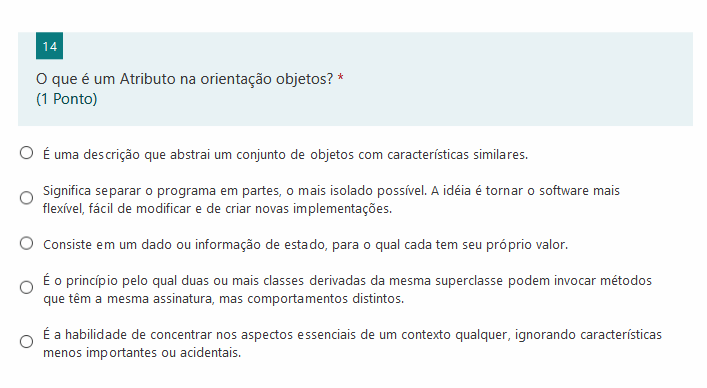 14
O que é um Atributo na orientação objetos? *
(1 Ponto)
É uma descrição que abstrai um conjunto de objetos com características similares.
Significa separar o programa em partes, o mais isolado possível. A idéia é tornar o software mais
flexível, fácil de modificar e de criar novas implementações.
Consiste em um dado ou informação de estado, para o qual cada tem seu próprio valor.
É o princípio pelo qual duas ou mais classes derivadas da mesma superclasse podem invocar métodos
que têm a mesma assinatura, mas comportamentos distintos.
É a habilidade de concentrar nos aspectos essenciais de um contexto qualquer, ignorando características
menos importantes ou acidentais.